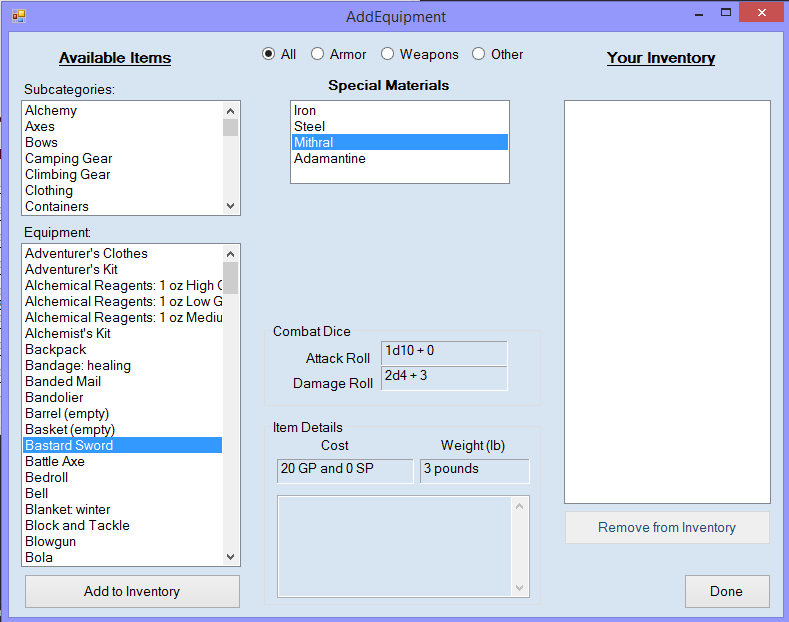 AddEquipment
Available Items
All Armor Weapons Other
Your Inventory
Subcategories:
Alchemy
Axes
Bows
Camping Gear
Climbing Gear
Clothing
Containers
Special Materials
Iron
Steel
Mithral
Adamantine
Equipment:
Adventurer's Clothes
Adventurer's Kit
Alchemical Reagents: 1 oz High
Alchemical Reagents: 1 oz Low G
Alchemical Reagents: 1 oz Mediu
Alchemist's Kit
Backpack
Bandage: healing
Banded Mail
Bandolier
Barrel (empty)
Basket (empty)
Bastard Sword
Battle Axe
Bedroll
Bell
Blanket: winter
Block and Tackle
Blowgun
Bola
Combat Dice
Attack Roll 1d10 + 0
Damage Roll 2d4 + 3
Item Details
Cost Weight (lb)
20 GP and 0 SP 3 pounds
Add to Inventory
Remove from Inventory
Done